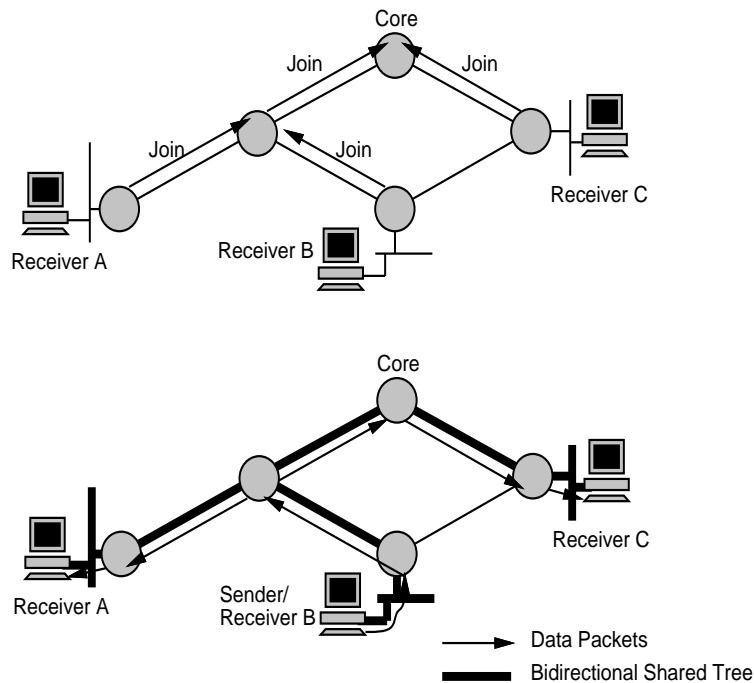 Core
Join
Join
Join
Join
Receiver C
Receiver B
Receiver A
Core
Receiver C
Sender/
Receiver B
Receiver A
Data Packets
Bidirectional Shared Tree